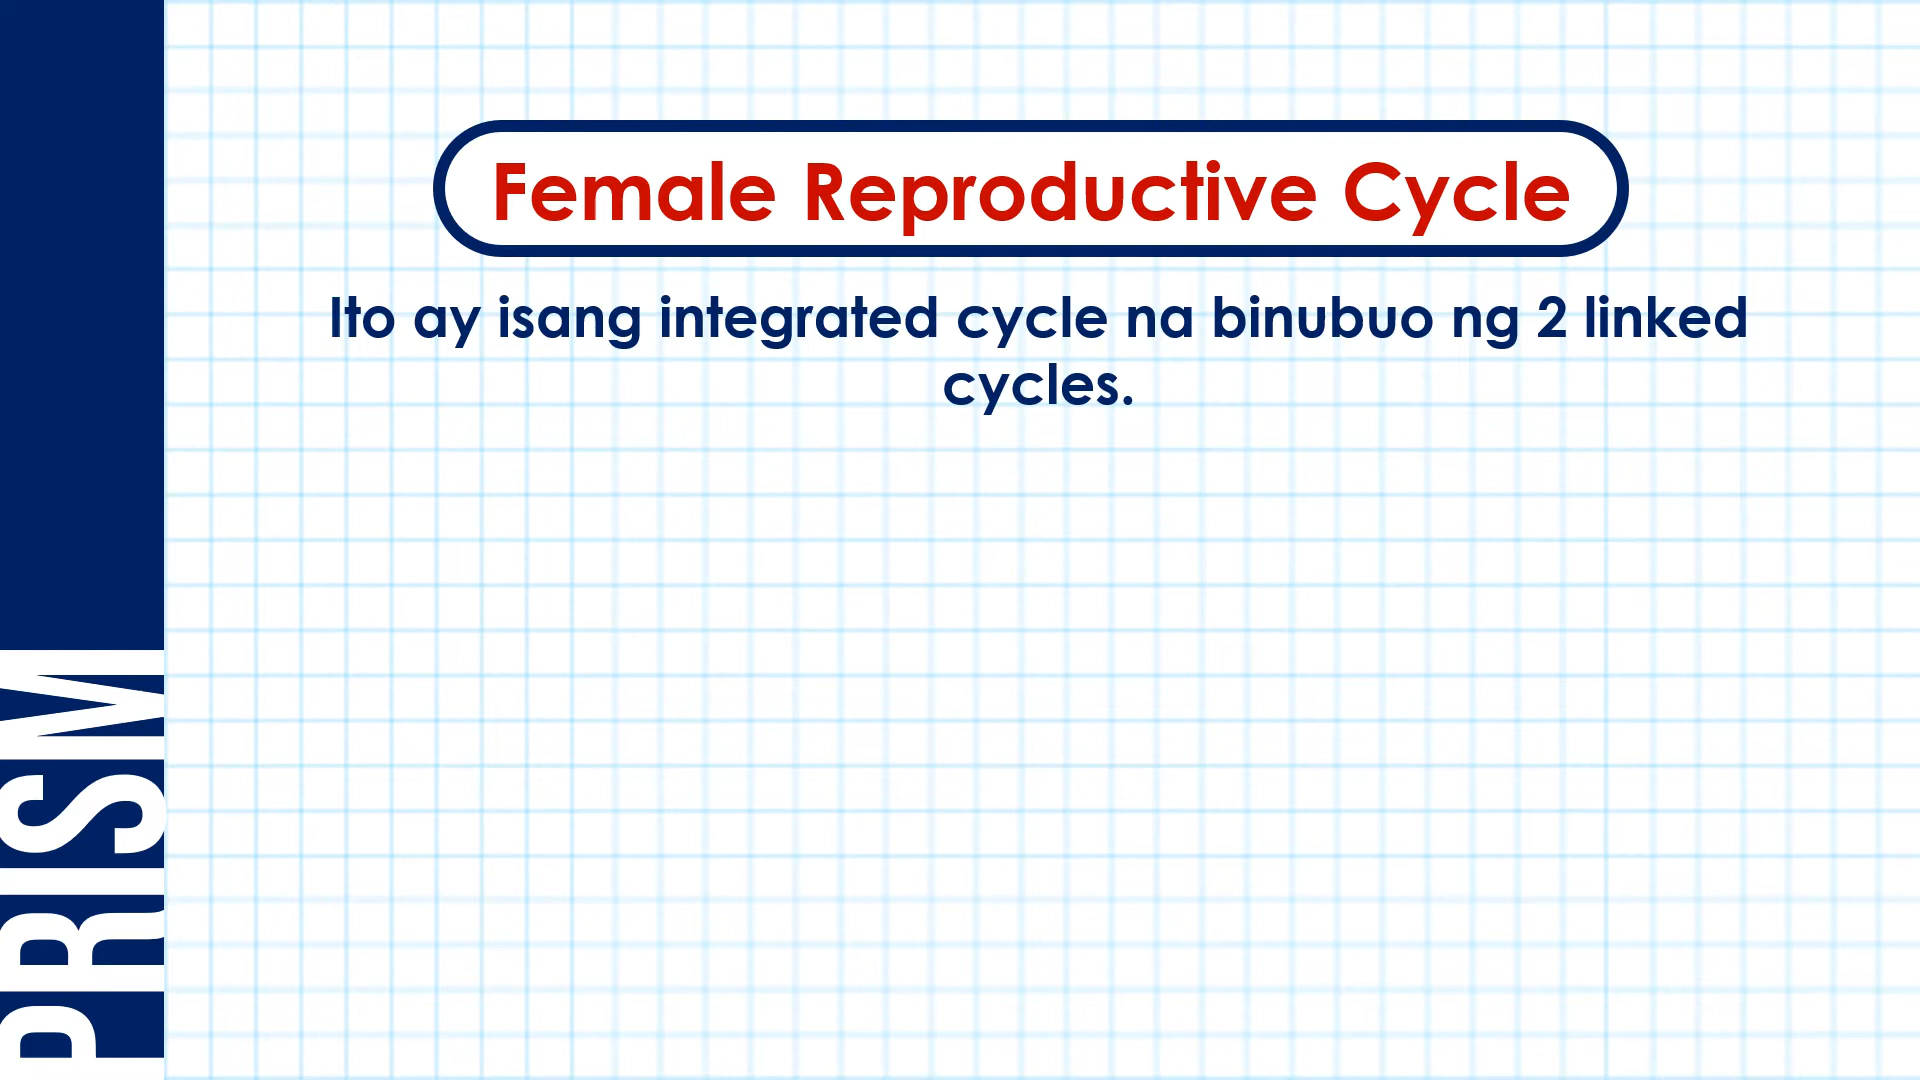 Female Reproductive Cycle
Ito ay isang integrated cycle na binubuo ng 2 linked
cycles.
PRISM